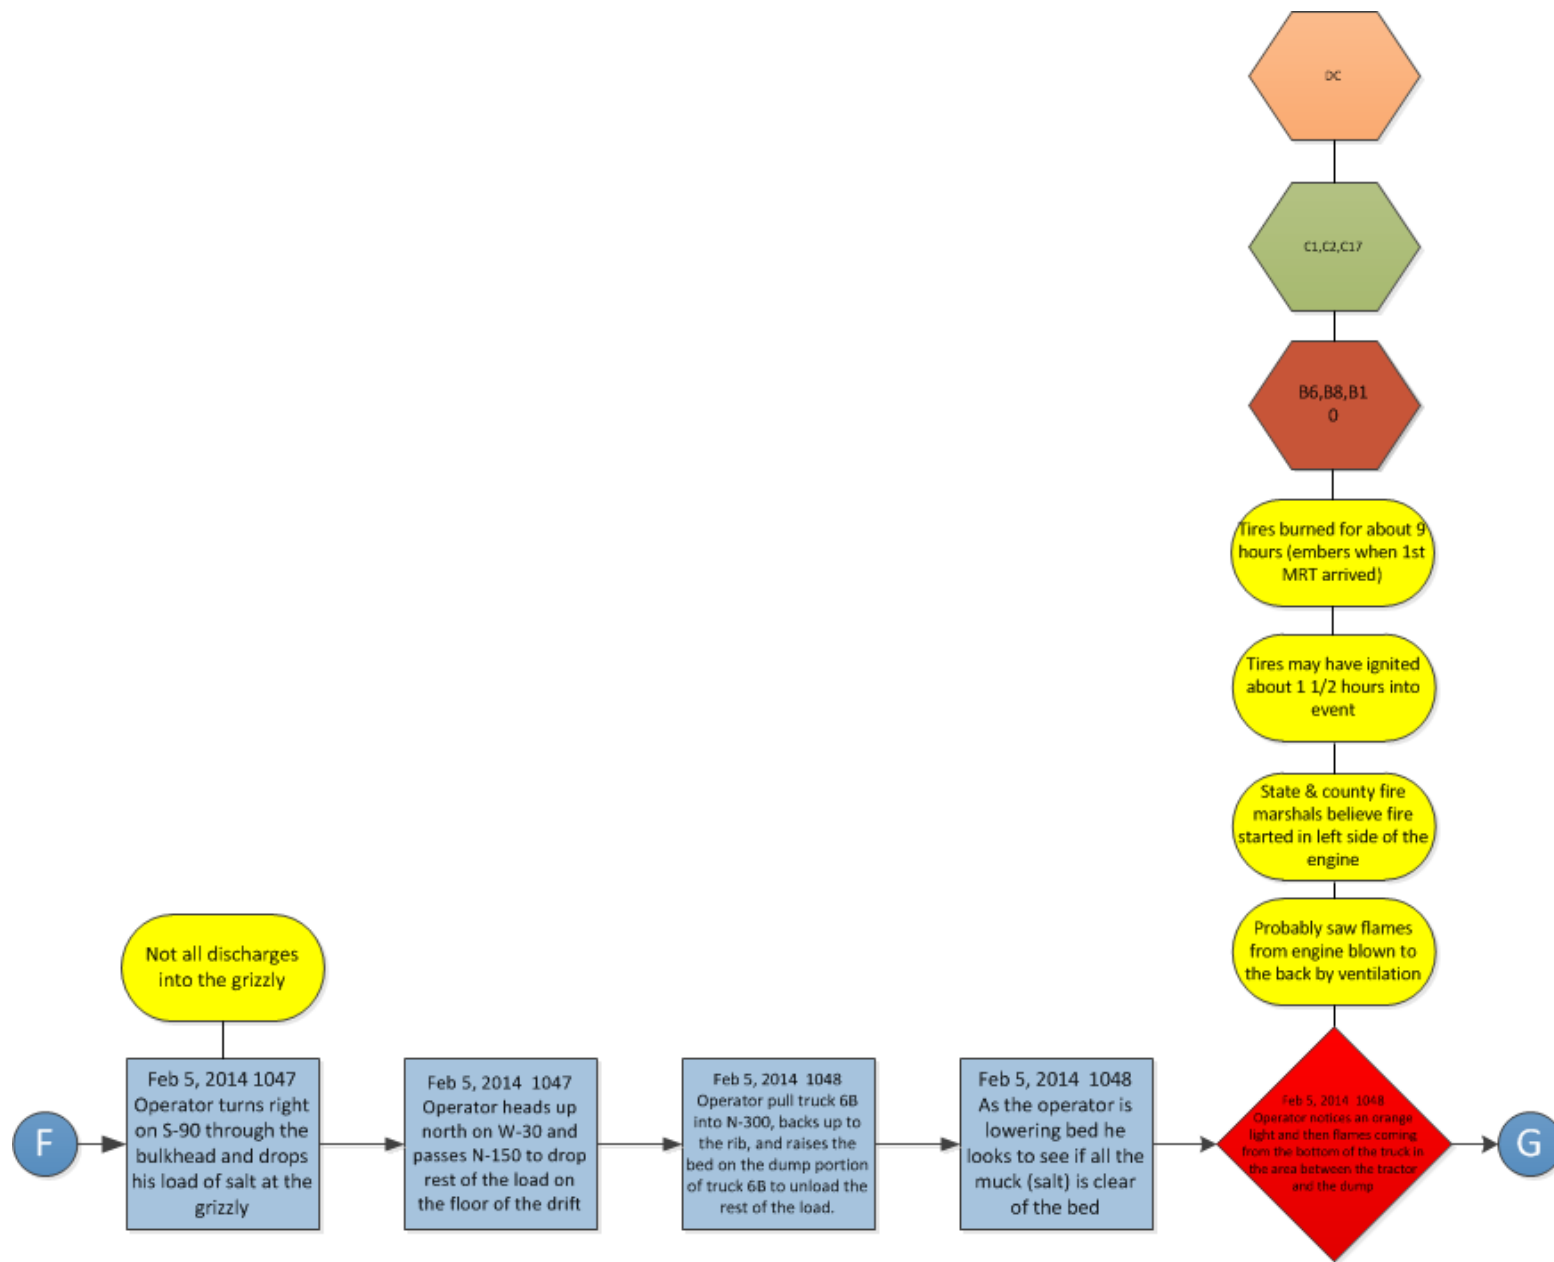 DC
C1,C2,C17
B6,B8,B1
0
Tires burned for about 9
hours (embers when 1st
MRT arrived)
Tires may have ignited
about 1 1/2 hours into
event
State & county fire
marshals believe fire
started in left side of the
engine
Probably saw flames
from engine blown to
the back by ventilation
Not all discharges
into the grizzly
F
Feb 5, 2014 1047
Operator turns right
on S-90 through the
bulkhead and drops
his load of salt at the
grizzly
Feb 5, 2014  1047
Operator heads up
north on W-30 and
passes N-150 to drop
rest of the load on
the floor of the drift
Feb 5, 2014  1048
Operator pull truck 6B
into N-300, backs up to
the rib, and raises the
bed on the dump portion
of truck 6B to unload the
rest of the load.
Feb 5, 2014  1048
As the operator is
lowering bed he
looks to see if all the
muck (salt) is clear
of the bed
Feb 5, 2014  1048
Operator notices an orange
light and then flames coming
from the bottom of the truck in
the area between the tractor
and the dump
G